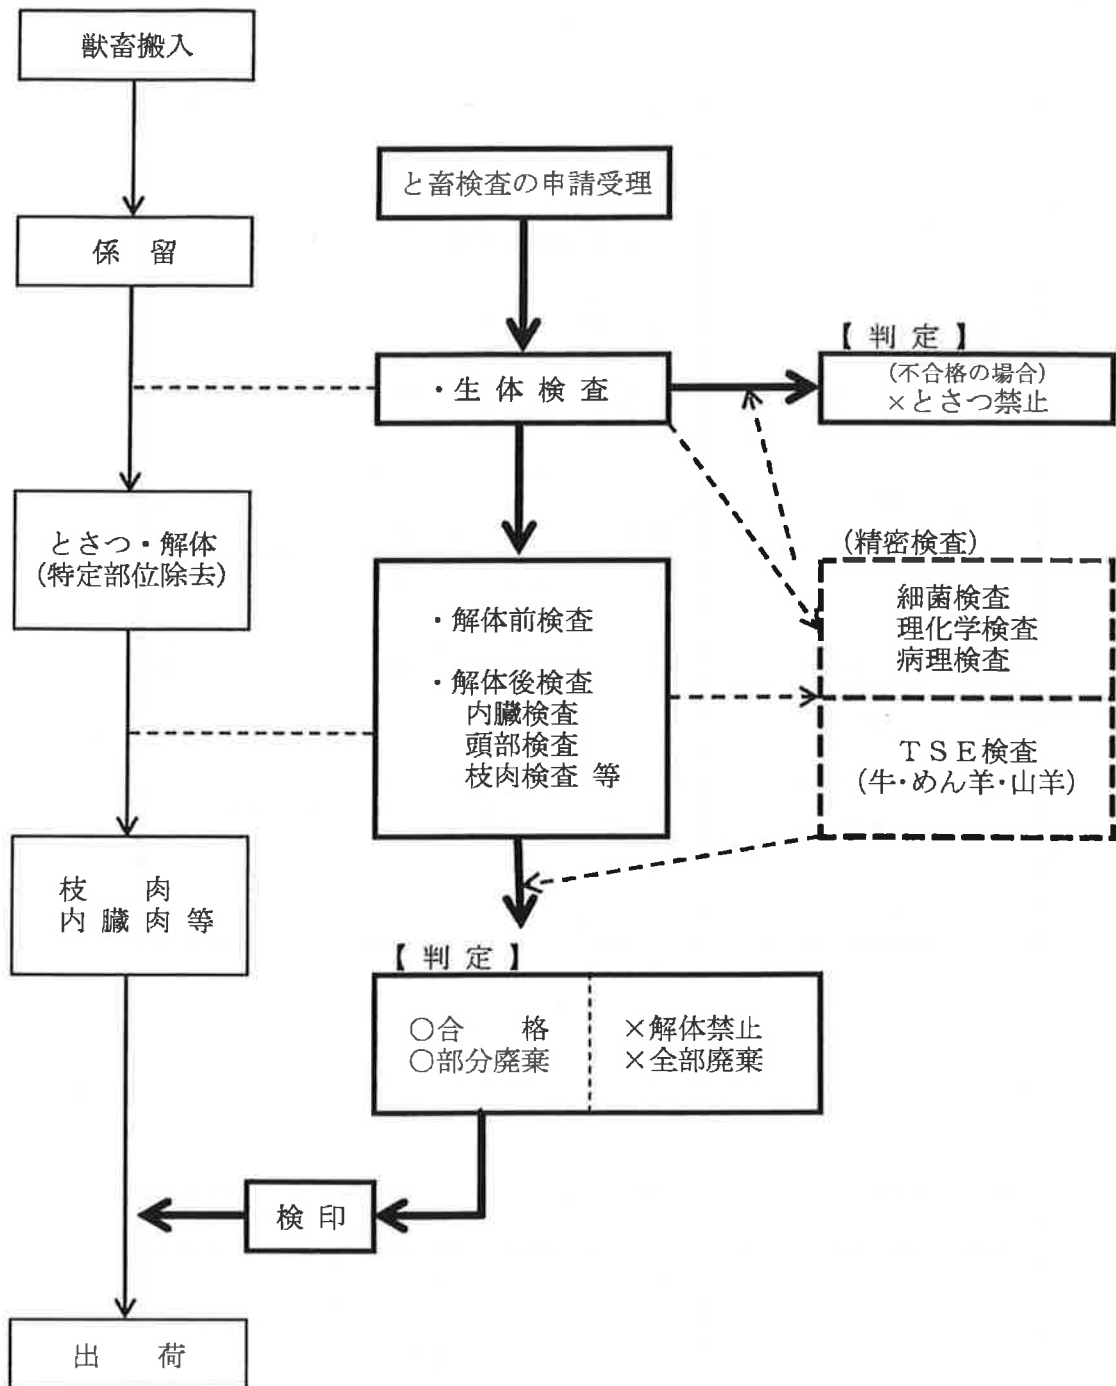 獣畜搬入
と畜検査の申請受理
係　留
【 判 定 】
・生 体 検 査
(不合格の場合)
×とさつ禁止
とさつ・解体
(特定部位除去)
(精密検査)
細菌検査
理化学検査
病理検査
・解体前検査
・解体後検査
内臓検査
頭部検査
枝肉検査 等
ＴＳＥ検査
(牛・めん羊・山羊)
枝　　肉
内 臓 肉 等
【 判 定 】
○合　　格
○部分廃棄
×解体禁止
×全部廃棄
検 印
出　　荷